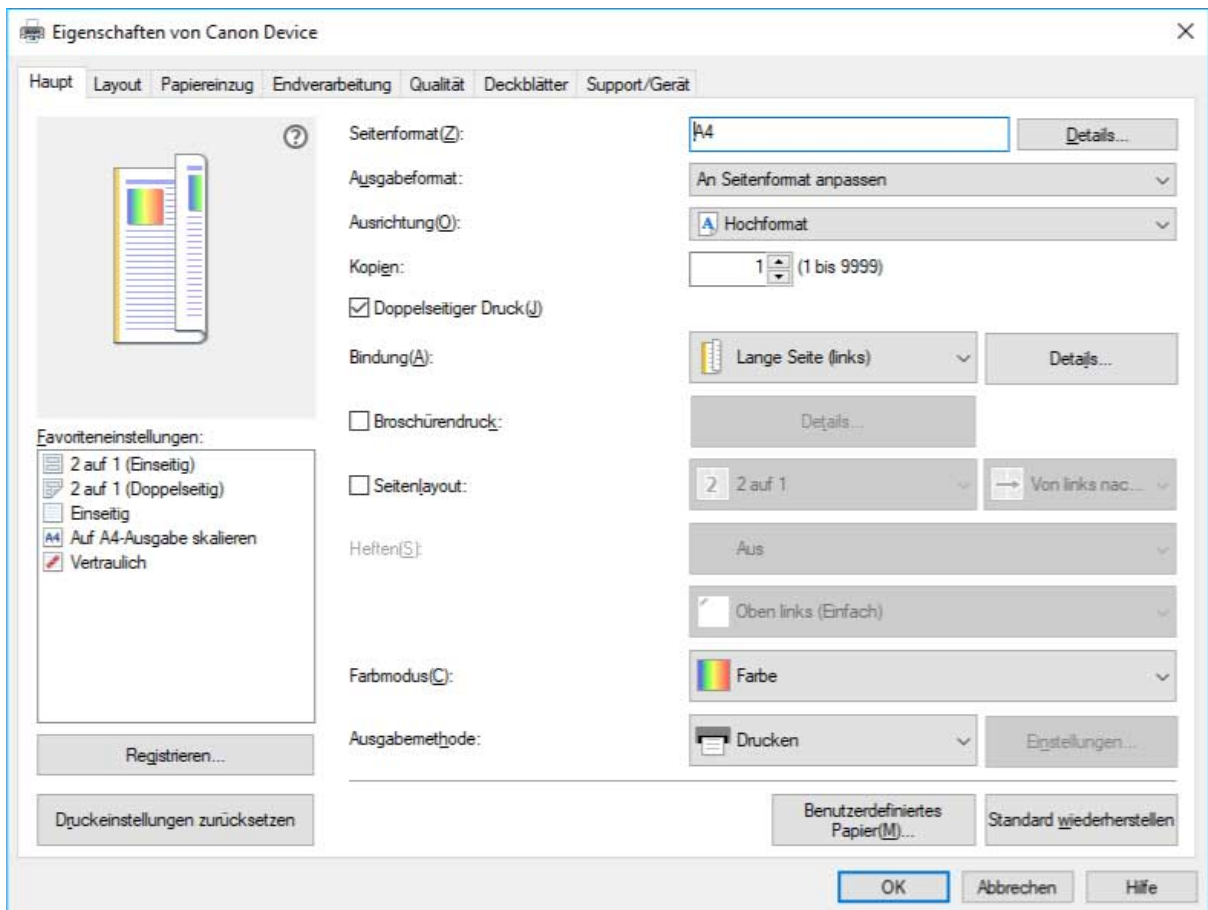 Eigenschaften von Canon Device
Haupt Layout Papiereinzug Endverarbeitung Qualität Deckblätter Support/Gerät
Seitenformat(Z): A4 Details...
Ausgabeformat: An Seitenformat anpassen
Ausrichtung(O): A Hochformat
Kopien: 1 (1 bis 9999)
Doppelseitiger Druck(J)
Bindung(A): Lange Seite (links) Details...
Broschürendruck: Details...
Seitenlayout: 2 2 auf 1 Von links nac...
Heften(S): Aus
Oben links (Einfach)
Farbmodus(C): Farbe
Ausgabemethode: Drucken Einstellungen...
Favoriteneinstellungen:
2 auf 1 (Einseitig)
2 auf 1 (Doppelseitig)
Einseitig
A4 Auf A4-Ausgabe skalieren
Vertraulich
Registrieren...
Druckeinstellungen zurücksetzen
Benutzerdefiniertes
Papier(M)...
Standard wiederherstellen
OK Abbrechen Hilfe